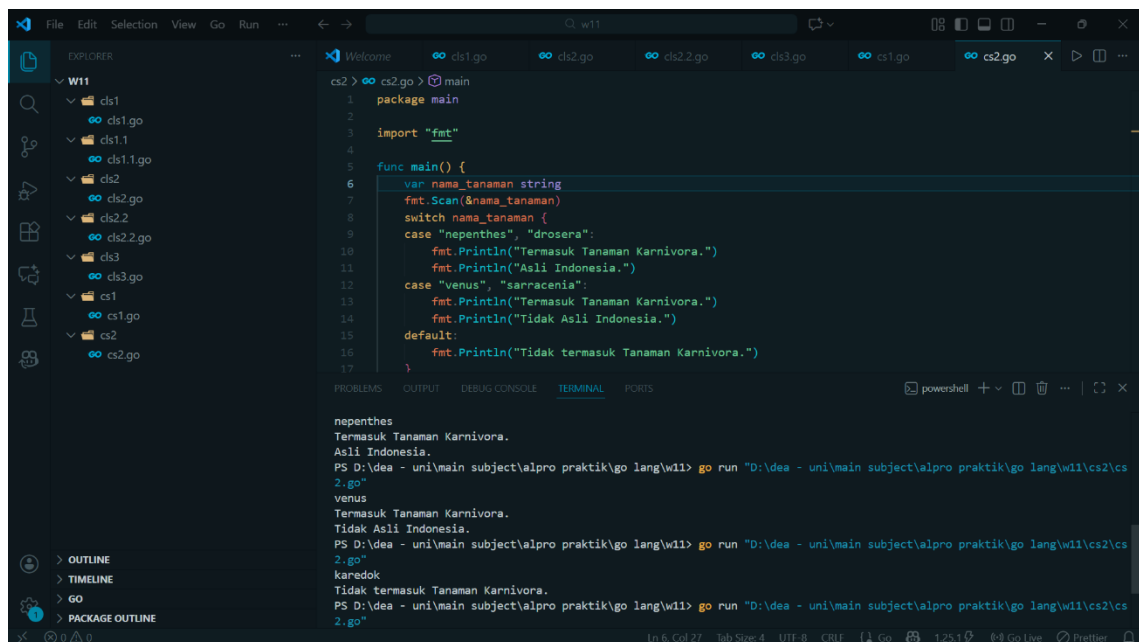 File Edit Selection View Go Run ... w11
EXPLORER ...
W11
cls1
cls1.go
cls1.1
cls1.1.go
cls2
cls2.go
cls2.2
cls2.2.go
cls3
cls3.go
cs1
cs1.go
cs2
cs2.go
OUTLINE
TIMELINE
GO
PACKAGE OUTLINE
Welcome cls1.go cls2.go cls2.2.go cls3.go cs1.go cs2.go
cs2 > cs2.go > main
1 package main
2
3 import "fmt"
4
5 func main() {
6 var nama_tanaman string
7 fmt.Scan(&nama_tanaman)
8 switch nama_tanaman {
9 case "nepenthes", "drosera":
10 fmt.Println("Termasuk Tanaman Karnivora.")
11 fmt.Println("Asli Indonesia.")
12 case "venus", "sarracenia":
13 fmt.Println("Termasuk Tanaman Karnivora.")
14 fmt.Println("Tidak Asli Indonesia.")
15 default:
16 fmt.Println("Tidak termasuk Tanaman Karnivora.")
17 }
PROBLEMS OUTPUT DEBUG CONSOLE TERMINAL PORTS powershell
nepenthes
Termasuk Tanaman Karnivora.
Asli Indonesia.
PS D:\dea - uni\main subject\alpro praktik\go lang\w11> go run "D:\dea - uni\main subject\alpro praktik\go lang\w11\cs2\cs
2.go"
venus
Termasuk Tanaman Karnivora.
Tidak Asli Indonesia.
PS D:\dea - uni\main subject\alpro praktik\go lang\w11> go run "D:\dea - uni\main subject\alpro praktik\go lang\w11\cs2\cs
2.go"
karedok
Tidak termasuk Tanaman Karnivora.
PS D:\dea - uni\main subject\alpro praktik\go lang\w11> go run "D:\dea - uni\main subject\alpro praktik\go lang\w11\cs2\cs
2.go"
1
0 0 Ln 6, Col 27 Tab Size: 4 UTF-8 CRLF {} Go 1.25.1 Go Live Prettier